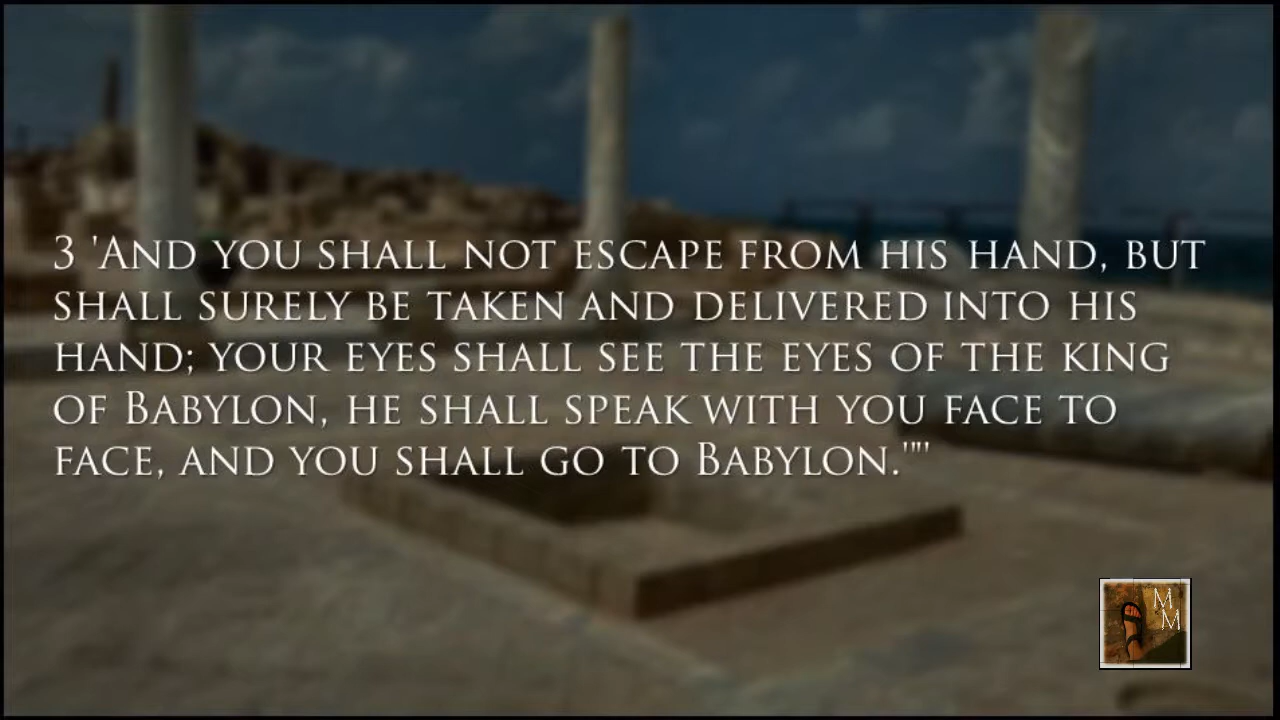 3 'And you shall not escape from his hand, but
shall surely be taken and delivered into his
hand; your eyes shall see the eyes of the king
of Babylon, he shall speak with you face to
face, and you shall go to Babylon.'"'
M
M